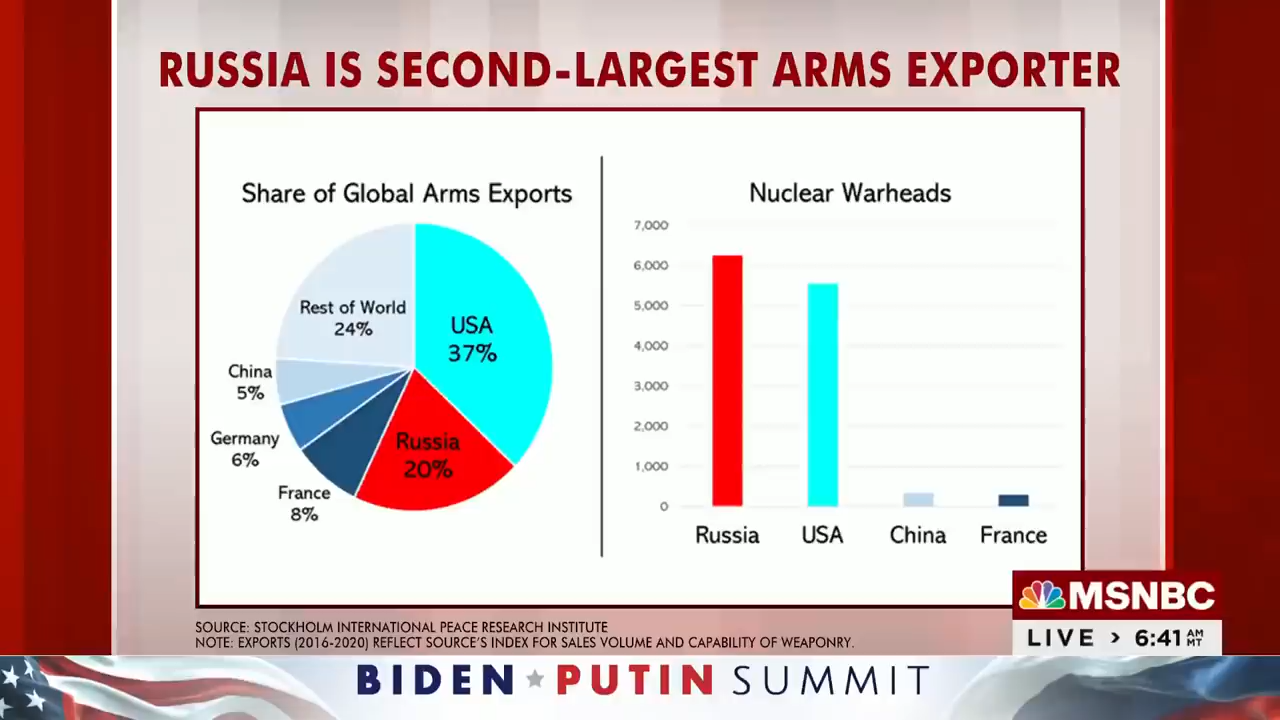 RUSSIA IS SECOND-LARGEST ARMS EXPORTER
Share of Global Arms Exports
Rest of World
24%
USA
37%
China
5%
Germany
6%
Russia
20%
France
8%
Nuclear Warheads
7,000
6,000
5,000
4,000
3,000
2,000
1,000
0
Russia
USA
China
France
MSNBC
LIVE > 6:41 AM MT
SOURCE: STOCKHOLM INTERNATIONAL PEACE RESEARCH INSTITUTE
NOTE: EXPORTS (2016-2020) REFLECT SOURCE'S INDEX FOR SALES VOLUME AND CAPABILITY OF WEAPONRY.
BIDEN ★ PUTIN SUMMIT